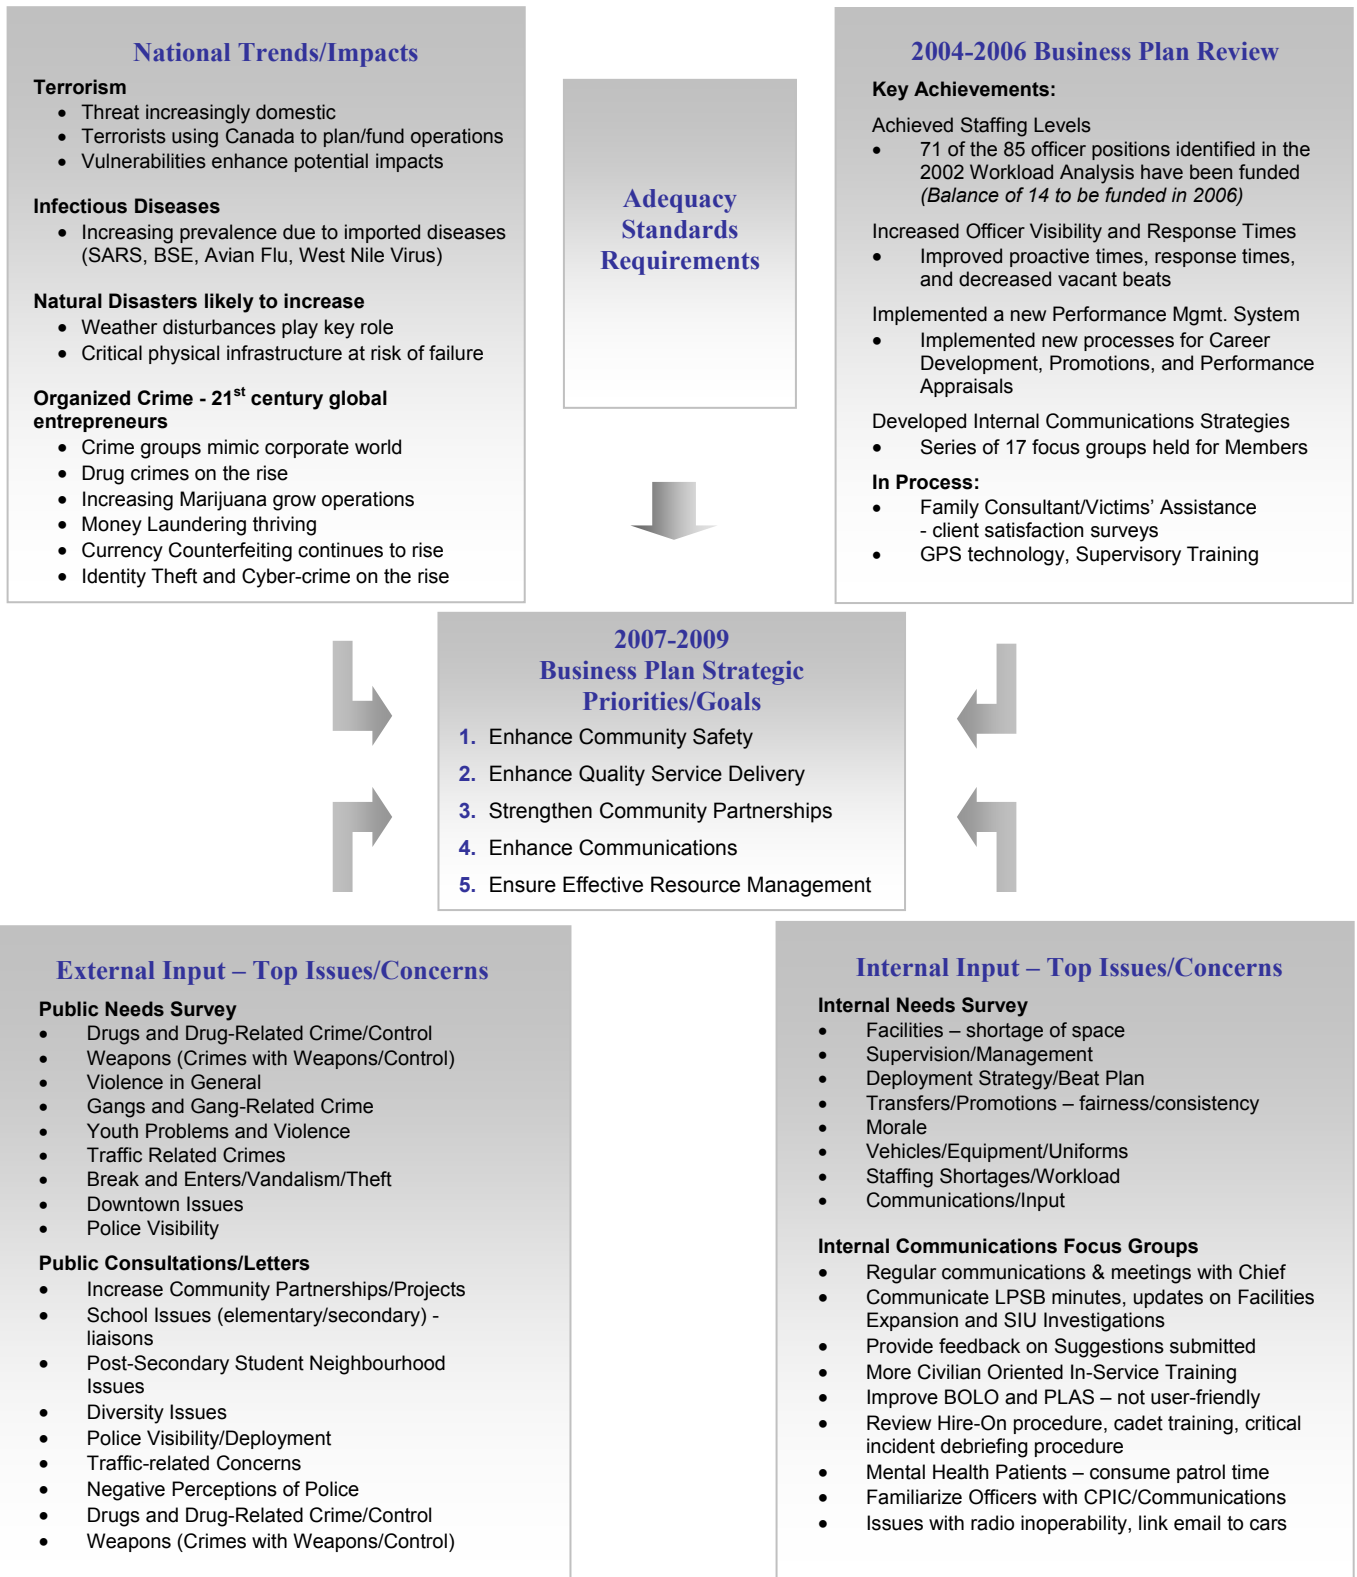 National Trends/Impacts
Terrorism
• Threat increasingly domestic
• Terrorists using Canada to plan/fund operations
• Vulnerabilities enhance potential impacts
Infectious Diseases
• Increasing prevalence due to imported diseases
(SARS, BSE, Avian Flu, West Nile Virus)
Natural Disasters likely to increase
• Weather disturbances play key role
• Critical physical infrastructure at risk of failure
Organized Crime - 21st century global
entrepreneurs
• Crime groups mimic corporate world
• Drug crimes on the rise
• Increasing Marijuana grow operations
• Money Laundering thriving
• Currency Counterfeiting continues to rise
• Identity Theft and Cyber-crime on the rise
Adequacy
Standards
Requirements
2004-2006 Business Plan Review
Key Achievements:
Achieved Staffing Levels
• 71 of the 85 officer positions identified in the
2002 Workload Analysis have been funded
(Balance of 14 to be funded in 2006)
Increased Officer Visibility and Response Times
• Improved proactive times, response times,
and decreased vacant beats
Implemented a new Performance Mgmt. System
• Implemented new processes for Career
Development, Promotions, and Performance
Appraisals
Developed Internal Communications Strategies
• Series of 17 focus groups held for Members
In Process:
• Family Consultant/Victims’ Assistance
- client satisfaction surveys
• GPS technology, Supervisory Training
2007-2009
Business Plan Strategic
Priorities/Goals
1. Enhance Community Safety
2. Enhance Quality Service Delivery
3. Strengthen Community Partnerships
4. Enhance Communications
5. Ensure Effective Resource Management
External Input – Top Issues/Concerns
Public Needs Survey
• Drugs and Drug-Related Crime/Control
• Weapons (Crimes with Weapons/Control)
• Violence in General
• Gangs and Gang-Related Crime
• Youth Problems and Violence
• Traffic Related Crimes
• Break and Enters/Vandalism/Theft
• Downtown Issues
• Police Visibility
Public Consultations/Letters
• Increase Community Partnerships/Projects
• School Issues (elementary/secondary) -
liaisons
• Post-Secondary Student Neighbourhood
Issues
• Diversity Issues
• Police Visibility/Deployment
• Traffic-related Concerns
• Negative Perceptions of Police
• Drugs and Drug-Related Crime/Control
• Weapons (Crimes with Weapons/Control)
Internal Input – Top Issues/Concerns
Internal Needs Survey
• Facilities – shortage of space
• Supervision/Management
• Deployment Strategy/Beat Plan
• Transfers/Promotions – fairness/consistency
• Morale
• Vehicles/Equipment/Uniforms
• Staffing Shortages/Workload
• Communications/Input
Internal Communications Focus Groups
• Regular communications & meetings with Chief
• Communicate LPSB minutes, updates on Facilities
Expansion and SIU Investigations
• Provide feedback on Suggestions submitted
• More Civilian Oriented In-Service Training
• Improve BOLO and PLAS – not user-friendly
• Review Hire-On procedure, cadet training, critical
incident debriefing procedure
• Mental Health Patients – consume patrol time
• Familiarize Officers with CPIC/Communications
• Issues with radio inoperability, link email to cars